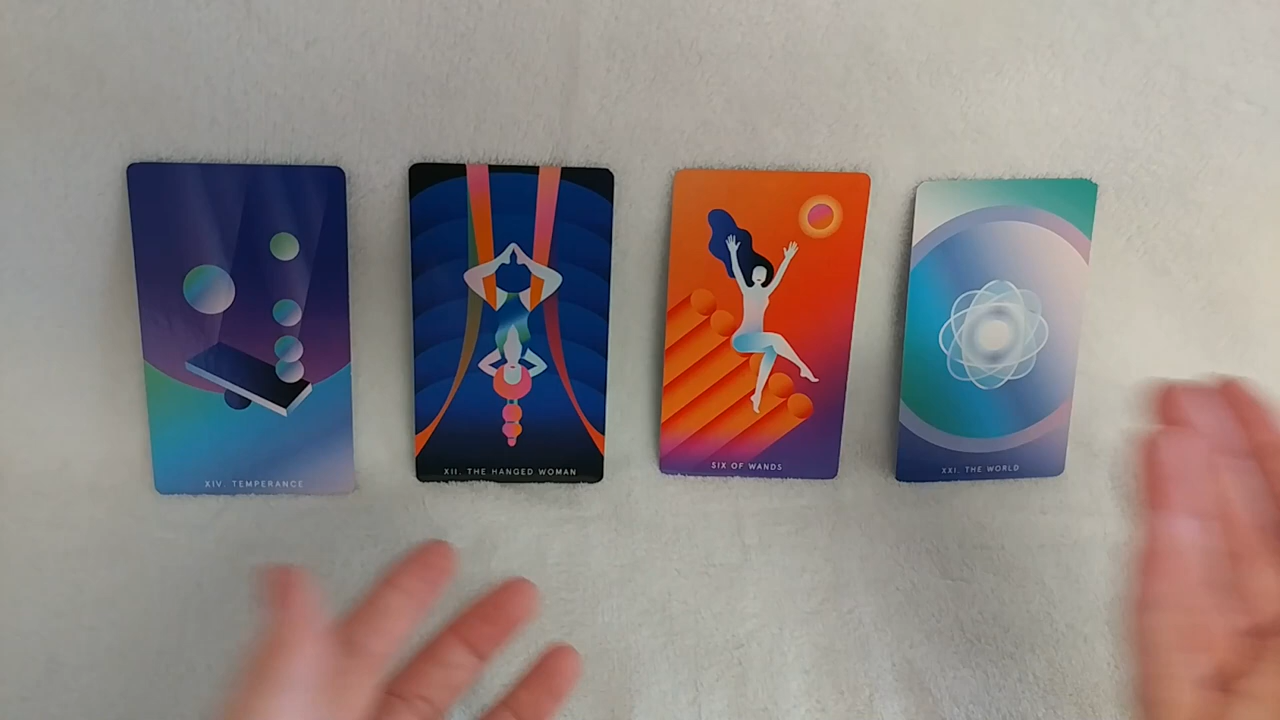 XIV. TEMPERANCE
XII. THE HANGED WOMAN
SIX OF WANDS
XXI. THE WORLD